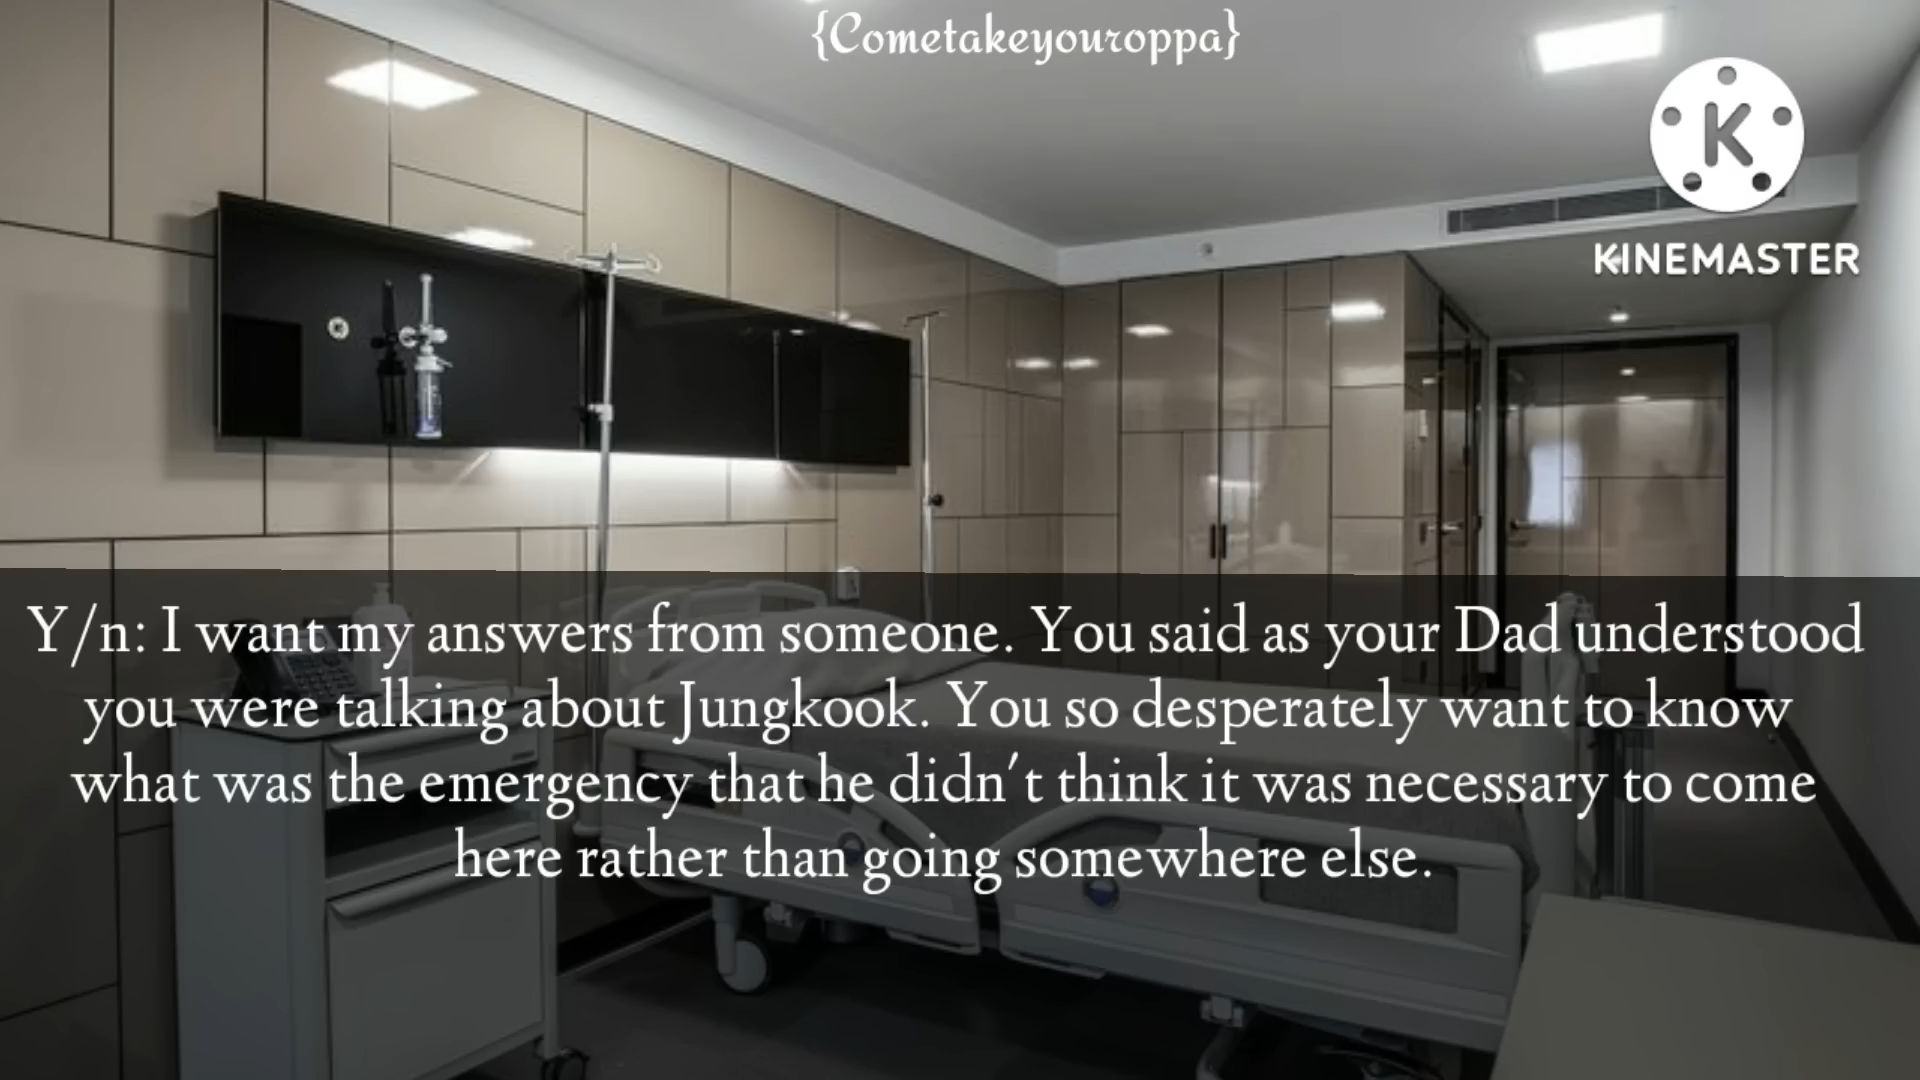 {Cometakeyouroppa}
K
KINEMASTER
Y/n: I want my answers from someone. You said as your Dad understood
you were talking about Jungkook. You so desperately want to know
what was the emergency that he didn't think it was necessary to come
here rather than going somewhere else.